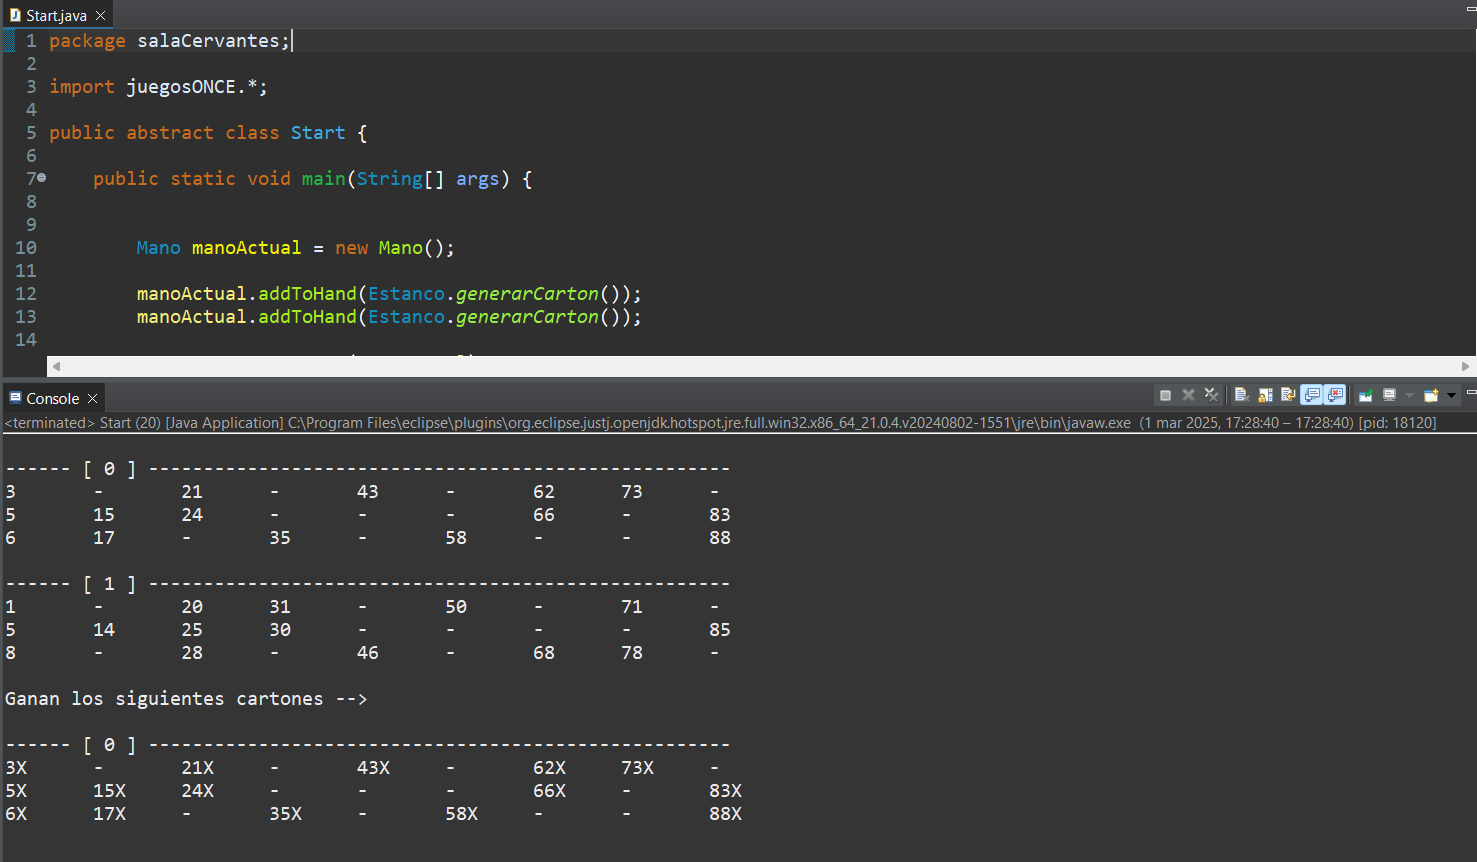 Start.java
1 package salaCervantes;
2
3 import juegosONCE.*;
4
5 public abstract class Start {
6
7 public static void main(String[] args) {
8
9
10 Mano manoActual = new Mano();
11
12 manoActual.addToHand(Estanco.generarCarton());
13 manoActual.addToHand(Estanco.generarCarton());
14
Console
<terminated> Start (20) [Java Application] C:\Program Files\eclipse\plugins\org.eclipse.justj.openjdk.hotspot.jre.full.win32.x86_64_21.0.4.v20240802-1551\jre\bin\javaw.exe (1 mar 2025, 17:28:40 – 17:28:40) [pid: 18120]
------ [ 0 ] -----------------------------------------------------
3 - 21 - 43 - 62 73 -
5 15 24 - - - 66 - 83
6 17 - 35 - 58 - - 88
------ [ 1 ] -----------------------------------------------------
1 - 20 31 - 50 - 71 -
5 14 25 30 - - - - 85
8 - 28 - 46 - 68 78 -
Ganan los siguientes cartones -->
------ [ 0 ] -----------------------------------------------------
3X - 21X - 43X - 62X 73X -
5X 15X 24X - - - 66X - 83X
6X 17X - 35X - 58X - - 88X